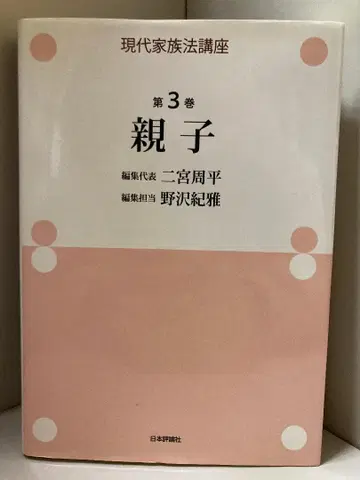 現代家族法講座
第3巻
親子
編集代表 二宮周平
編集担当 野沢紀雅
日本評論社